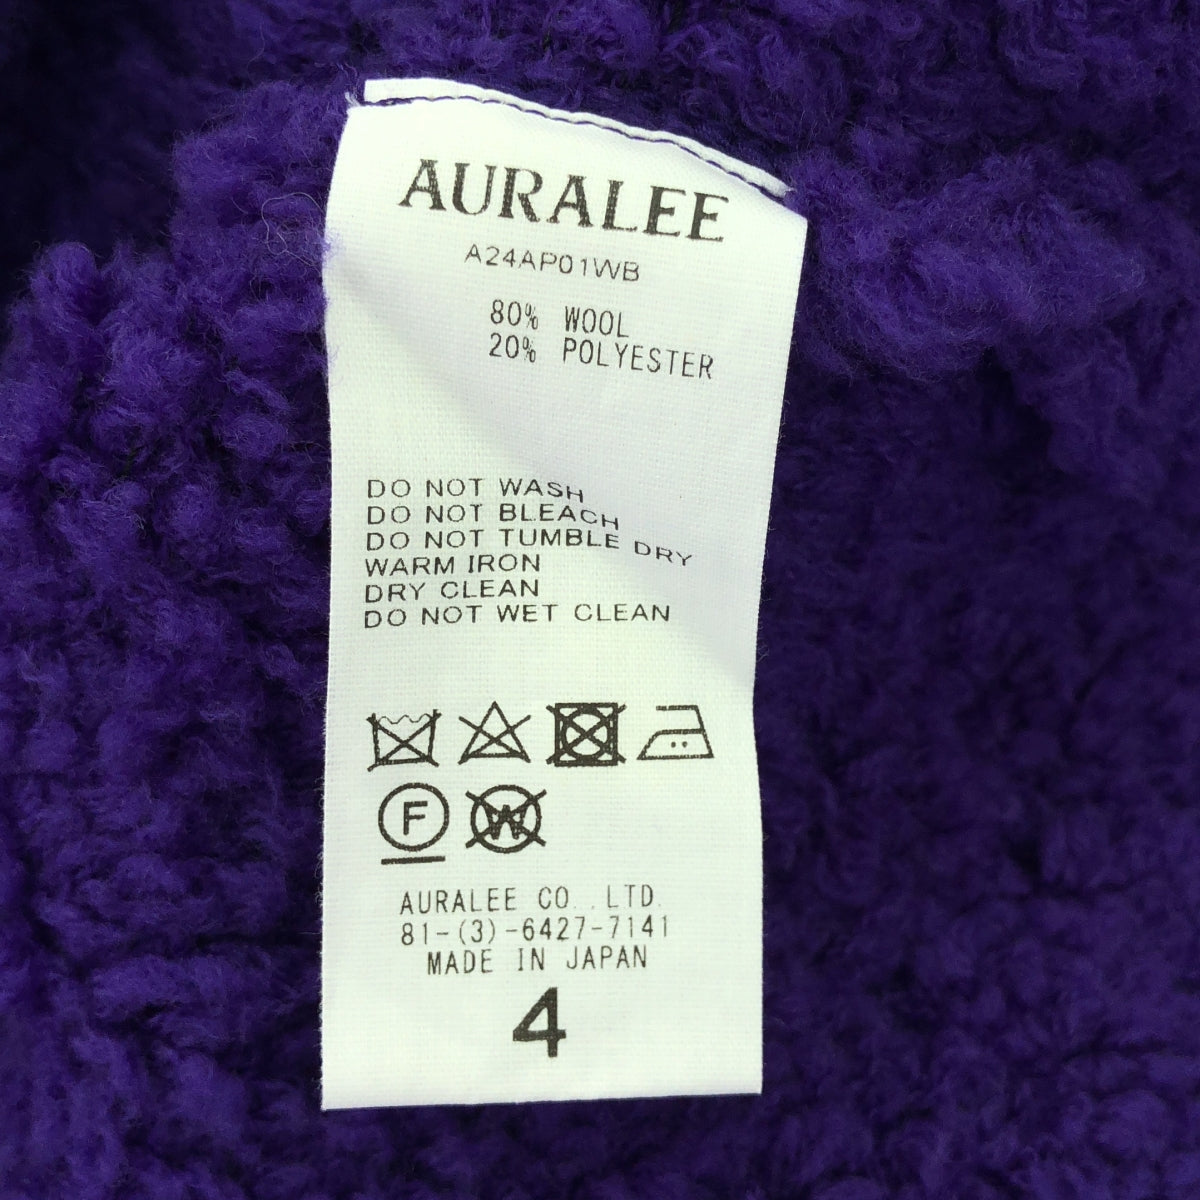 AURALEE
A24AP01WB
80% WOOL
20% POLYESTER
DO NOT WASH
DO NOT BLEACH
DO NOT TUMBLE DRY
WARM IRON
DRY CLEAN
DO NOT WET CLEAN
F W
AURALEE CO.,LTD.
81-(3)-6427-7141
MADE IN JAPAN
4